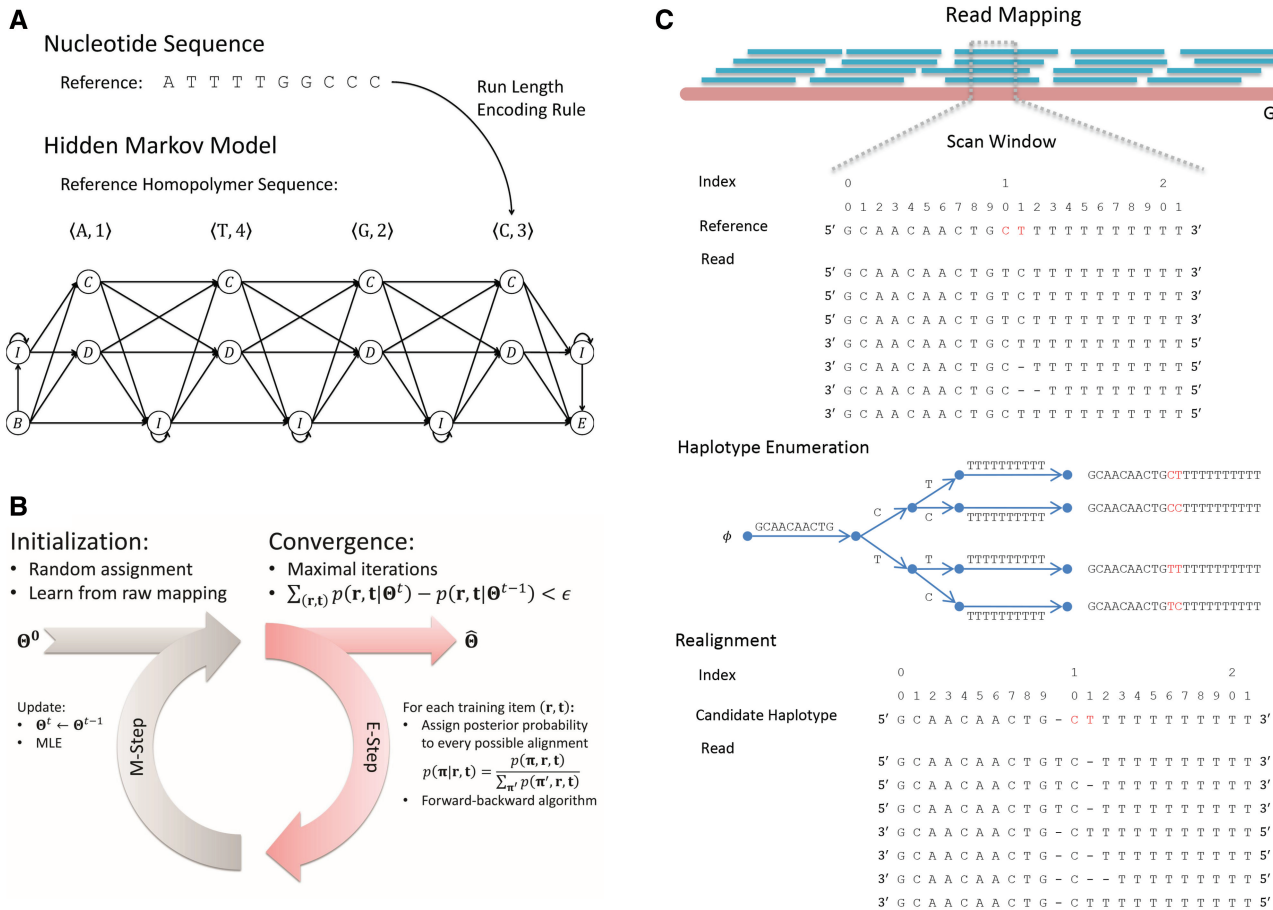 A
Nucleotide Sequence
Reference: A T T T T G G C C C
Run Length
Encoding Rule
Hidden Markov Model
Reference Homopolymer Sequence:
⟨A, 1⟩ ⟨T, 4⟩ ⟨G, 2⟩ ⟨C, 3⟩
C C C C
I D D D D I
B I I I E
B
Initialization:
• Random assignment
• Learn from raw mapping
Convergence:
• Maximal iterations
• ∑(r,t) p(r, t|Θ^t) − p(r, t|Θ^t−1) < ϵ
Θ^0
Θ̂
Update:
• Θ^t ← Θ^t−1
• MLE
M-Step
E-Step
For each training item (r, t):
• Assign posterior probability
to every possible alignment
p(π|r, t) = p(π, r, t) / ∑π′ p(π′, r, t)
• Forward-backward algorithm
C
Read Mapping
G
Scan Window
Index 0 1 2
0 1 2 3 4 5 6 7 8 9 0 1 2 3 4 5 6 7 8 9 0 1
Reference 5′ G C A A C A A C T G C T T T T T T T T T T T 3′
Read
5′ G C A A C A A C T G T C T T T T T T T T T T 3′
5′ G C A A C A A C T G T C T T T T T T T T T T 3′
5′ G C A A C A A C T G T C T T T T T T T T T T 3′
3′ G C A A C A A C T G C T T T T T T T T T T T 5′
3′ G C A A C A A C T G C - T T T T T T T T T T 5′
3′ G C A A C A A C T G C - - T T T T T T T T T 5′
3′ G C A A C A A C T G C T T T T T T T T T T T 5′
Haplotype Enumeration
TTTTTTTTTT GCAACAACTGCTTTTTTTTTTT
T
C
C TTTTTTTTTT GCAACAACTGCCTTTTTTTTTT
ϕ GCAACAACTG
T
T TTTTTTTTTT GCAACAACTGTTTTTTTTTTTT
C
TTTTTTTTTT GCAACAACTGTCTTTTTTTTTT
Realignment
Index 0 1 2
0 1 2 3 4 5 6 7 8 9 0 1 2 3 4 5 6 7 8 9 0 1
Candidate Haplotype 5′ G C A A C A A C T G - C T T T T T T T T T T T 3′
Read
5′ G C A A C A A C T G T C - T T T T T T T T T T 3′
5′ G C A A C A A C T G T C - T T T T T T T T T T 3′
5′ G C A A C A A C T G T C - T T T T T T T T T T 3′
3′ G C A A C A A C T G - C T T T T T T T T T T T 5′
3′ G C A A C A A C T G - C - T T T T T T T T T T 5′
3′ G C A A C A A C T G - C - - T T T T T T T T T 5′
3′ G C A A C A A C T G - C T T T T T T T T T T T 5′